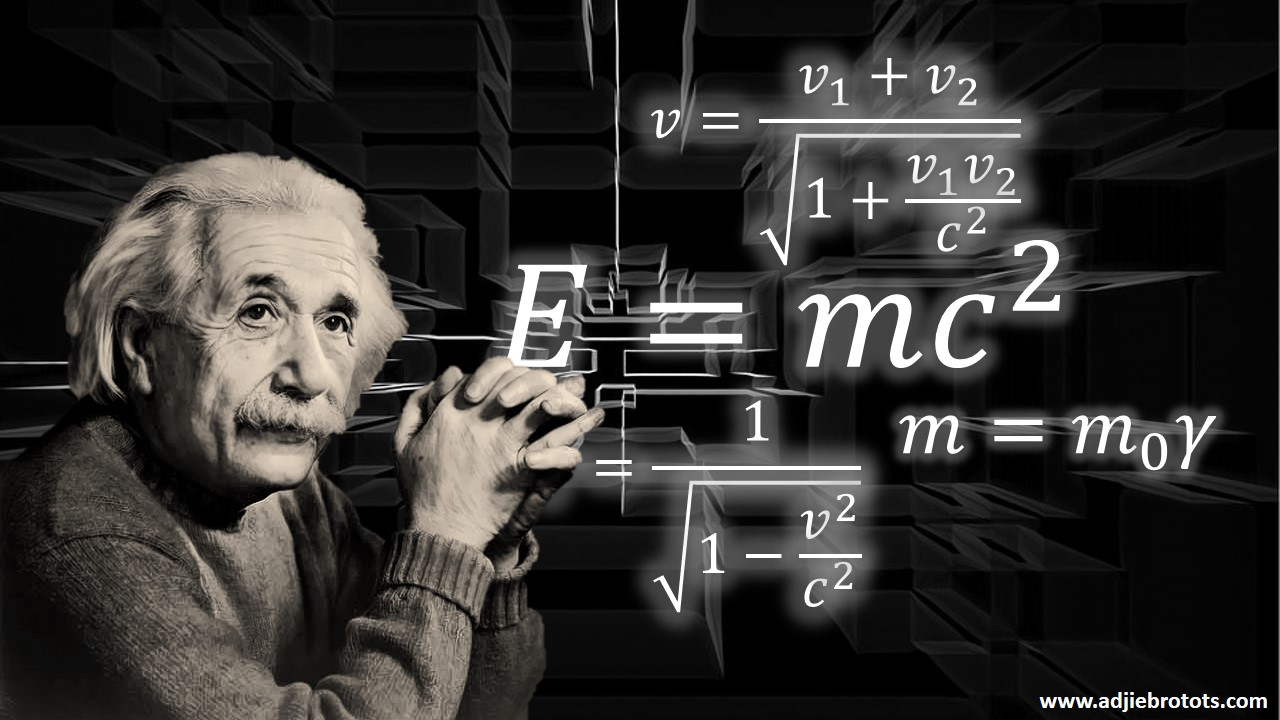 v = (v₁ + v₂) / √(1 + v₁v₂/c²)
E = mc²
m = m₀γ
= 1 / √(1 − v²/c²)
www.adjiebrotots.com